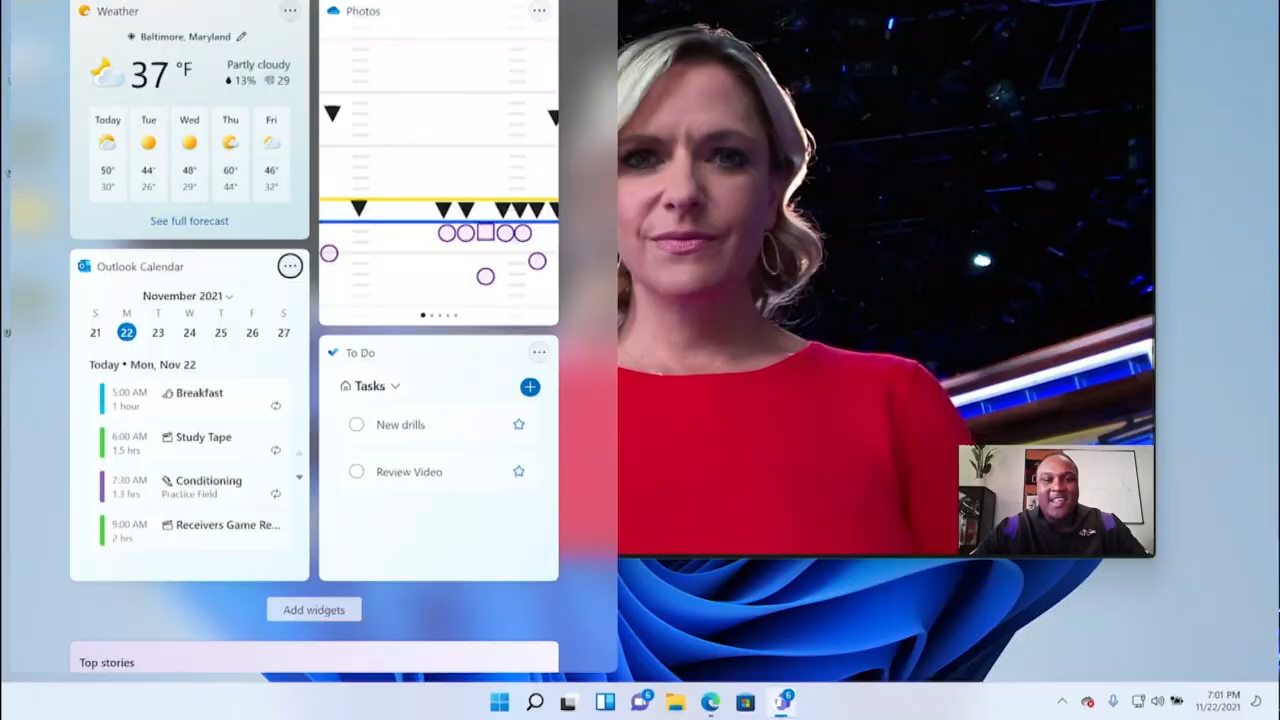 Weather
Baltimore, Maryland
37 °F
Partly cloudy
13% 29
Today Tue Wed Thu Fri
50° 44° 48° 60° 46°
30° 26° 29° 44° 32°
See full forecast
Outlook Calendar
November 2021
S M T W T F S
21 22 23 24 25 26 27
Today • Mon, Nov 22
5:00 AM Breakfast
1 hour
6:00 AM Study Tape
1.5 hrs
7:30 AM Conditioning
1.3 hrs Practice Field
9:00 AM Receivers Game Re...
2 hrs
Photos
To Do
Tasks
New drills
Review Video
Add widgets
Top stories
6
6
7:01 PM
11/22/2021